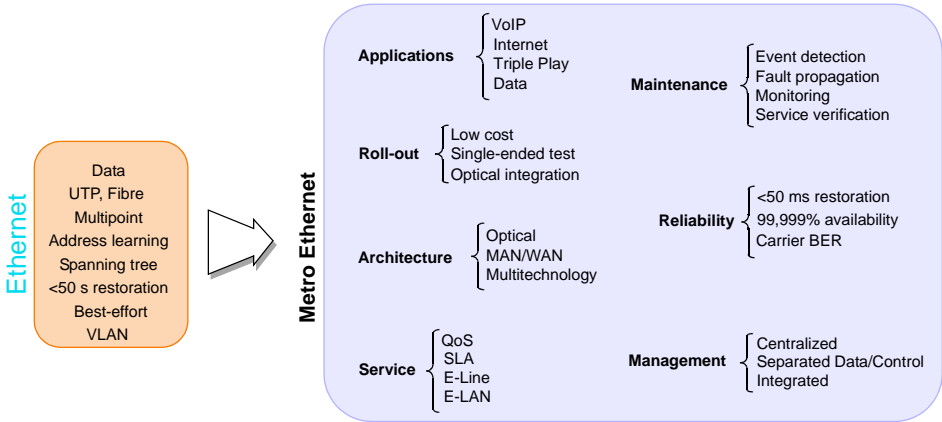 Ethernet
Data
UTP, Fibre
Multipoint
Address learning
Spanning tree
<50 s restoration
Best-effort
VLAN
Metro Ethernet
Applications
VoIP
Internet
Triple Play
Data
Roll-out
Low cost
Single-ended test
Optical integration
Architecture
Optical
MAN/WAN
Multitechnology
Service
QoS
SLA
E-Line
E-LAN
Maintenance
Event detection
Fault propagation
Monitoring
Service verification
Reliability
<50 ms restoration
99,999% availability
Carrier BER
Management
Centralized
Separated Data/Control
Integrated